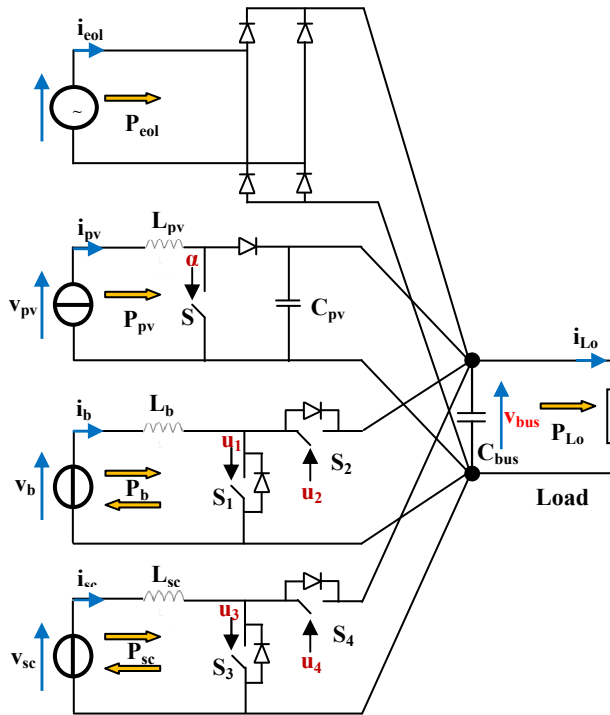 i_eol
~
P_eol
L_pv
i_pv
α
v_pv
S
P_pv
C_pv
i_Lo
v_bus
P_Lo
C_bus
Load
L_b
i_b
u_1
S_2
v_b
P_b
S_1
u_2
L_sc
i_sc
u_3
S_4
v_sc
P_sc
S_3
u_4